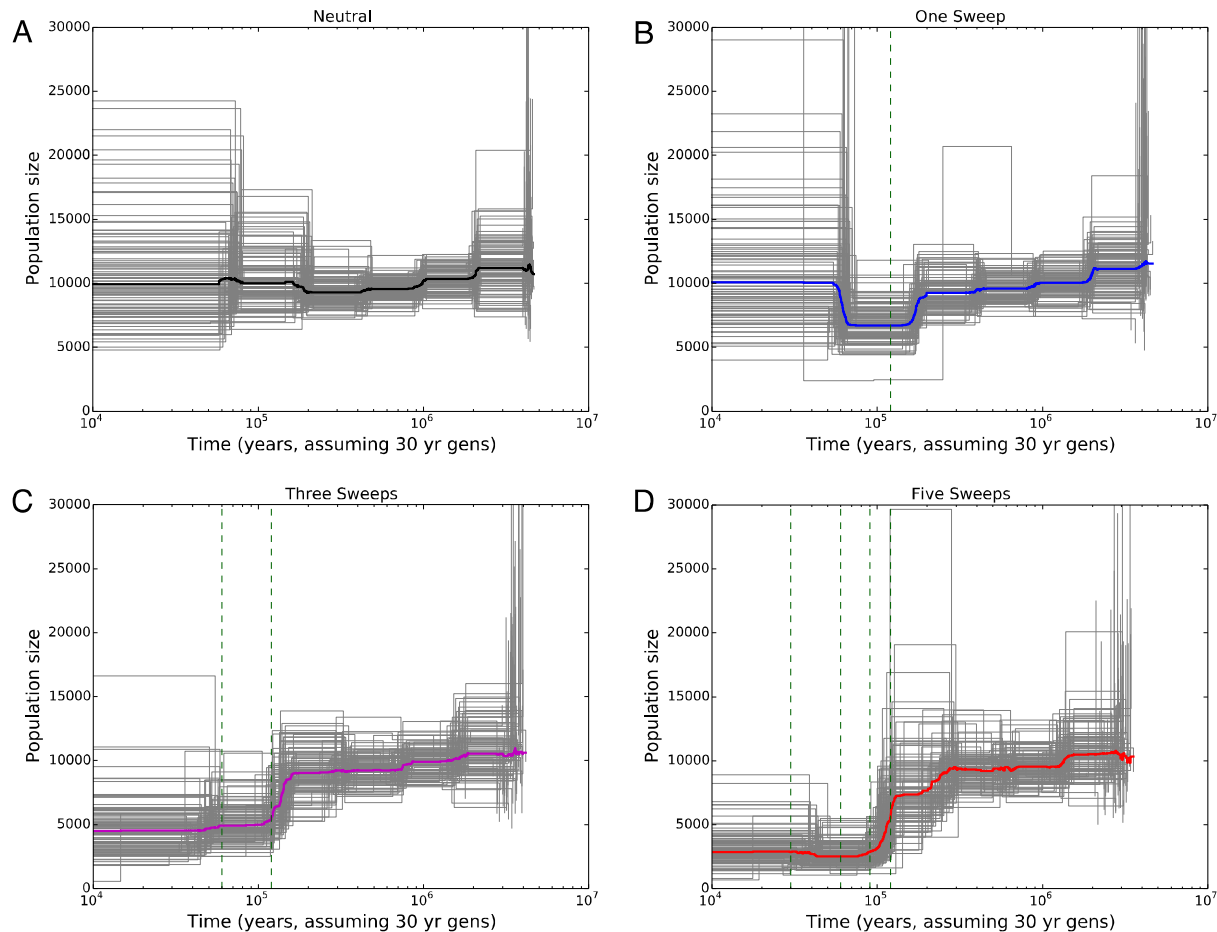 A
Neutral
30000
25000
20000
15000
10000
5000
0
Population size
10^4
10^5
10^6
10^7
Time (years, assuming 30 yr gens)
B
One Sweep
30000
25000
20000
15000
10000
5000
0
Population size
10^4
10^5
10^6
10^7
Time (years, assuming 30 yr gens)
C
Three Sweeps
30000
25000
20000
15000
10000
5000
0
Population size
10^4
10^5
10^6
10^7
Time (years, assuming 30 yr gens)
D
Five Sweeps
30000
25000
20000
15000
10000
5000
0
Population size
10^4
10^5
10^6
10^7
Time (years, assuming 30 yr gens)